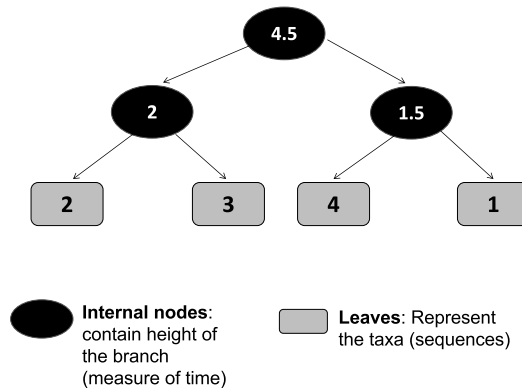 4.5
2
1.5
2
3
4
1
Internal nodes:
contain height of
the branch
(measure of time)
Leaves: Represent
the taxa (sequences)